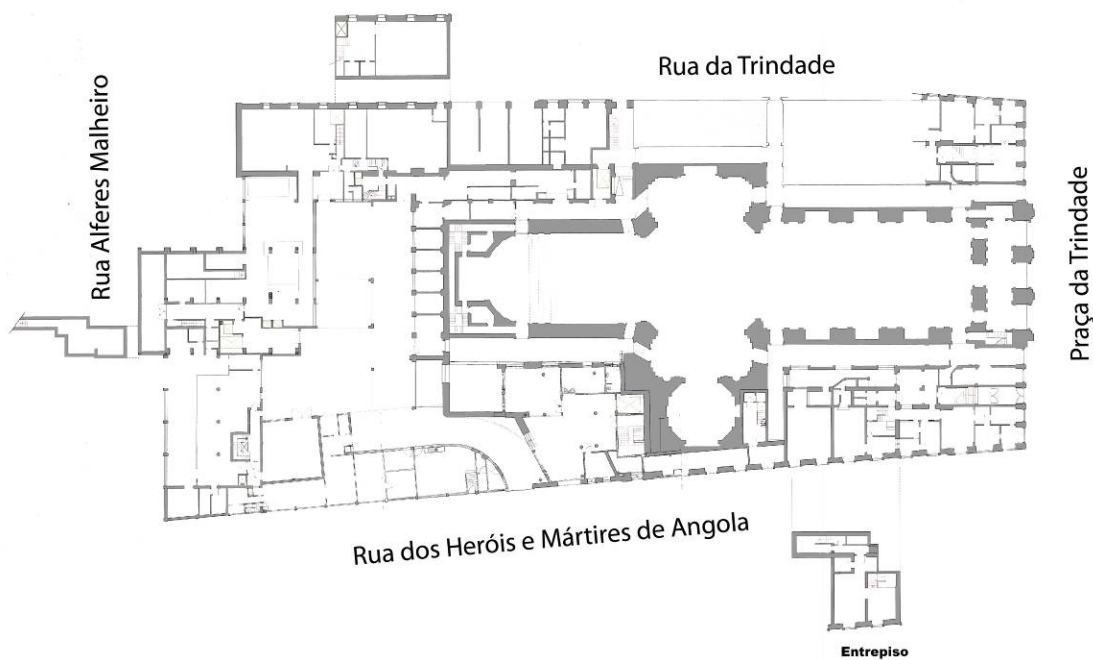 Rua da Trindade
Rua Alferes Malheiro
Praça da Trindade
Rua dos Heróis e Mártires de Angola
Entrepiso